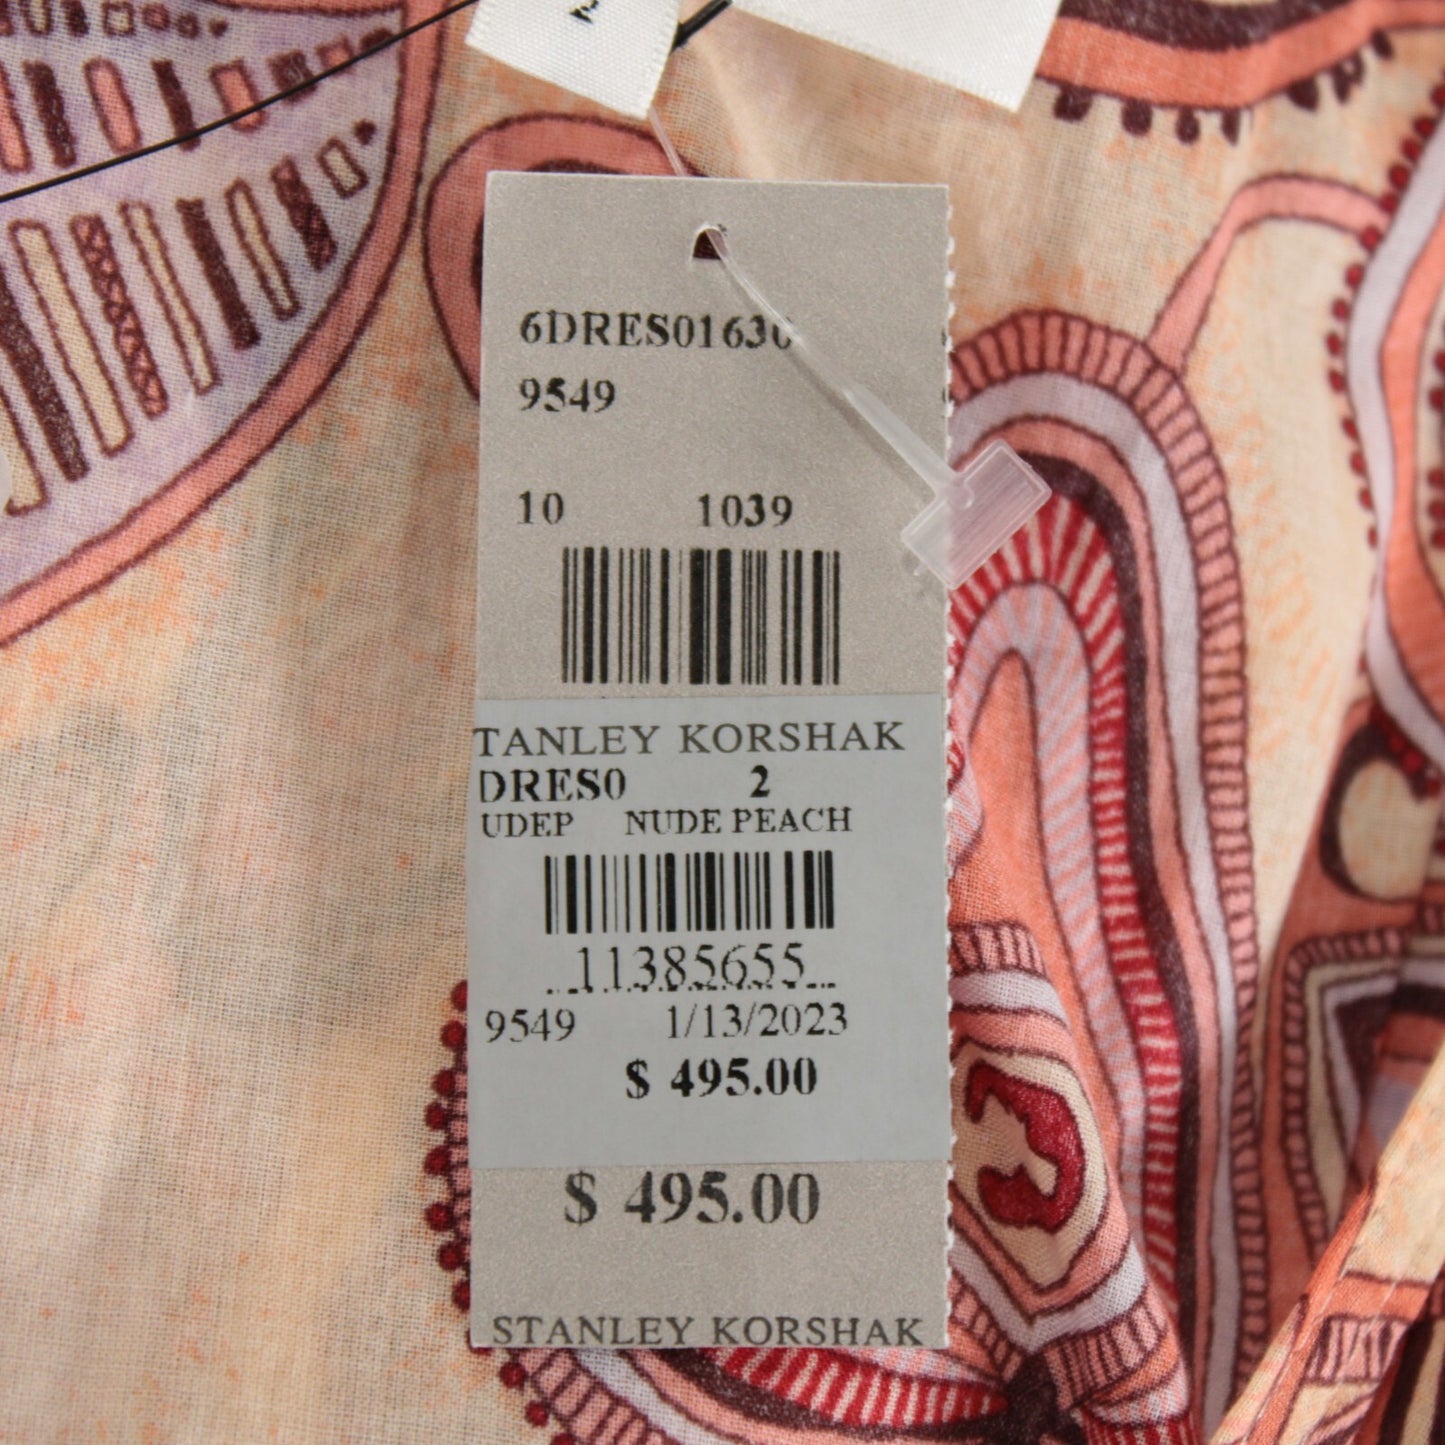 6DRES01630
9549
10 1039
TANLEY KORSHAK
DRES0 2
UDEP NUDE PEACH
11385655
9549 1/13/2023
$ 495.00
$ 495.00
STANLEY KORSHAK